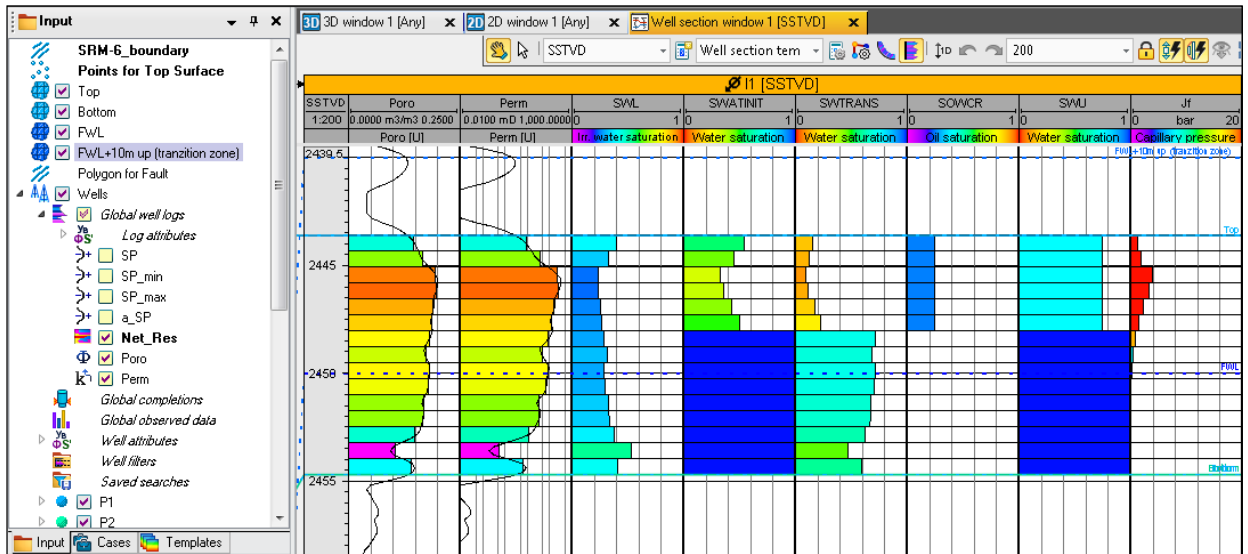 Input
3D 3D window 1 [Any]
2D 2D window 1 [Any]
Well section window 1 [SSTVD]
SSTVD
Well section tem
1D
200
SRM-6_boundary
Points for Top Surface
Top
Bottom
FWL
FWL+10m up (tranzition zone)
Polygon for Fault
Wells
Global well logs
Log attributes
SP
SP_min
SP_max
a_SP
Net_Res
Poro
Perm
Global completions
Global observed data
Well attributes
Well filters
Saved searches
P1
P2
Input Cases Templates
I1 [SSTVD]
SSTVD Poro Perm SWL SWATINIT SWTRANS SOWCR SWU Jf
1:200 0.0000 m3/m3 0.2500 0.0100 mD 1,000.0000 0 1 0 1 0 1 0 1 0 1 0 bar 20
Poro [U] Perm [U] Irr water saturation Water saturation Water saturation Oil saturation Water saturation Capillary pressure
2439.5
FWL+10m up (tranzition zone)
Top
2445
2450
FWL
2455